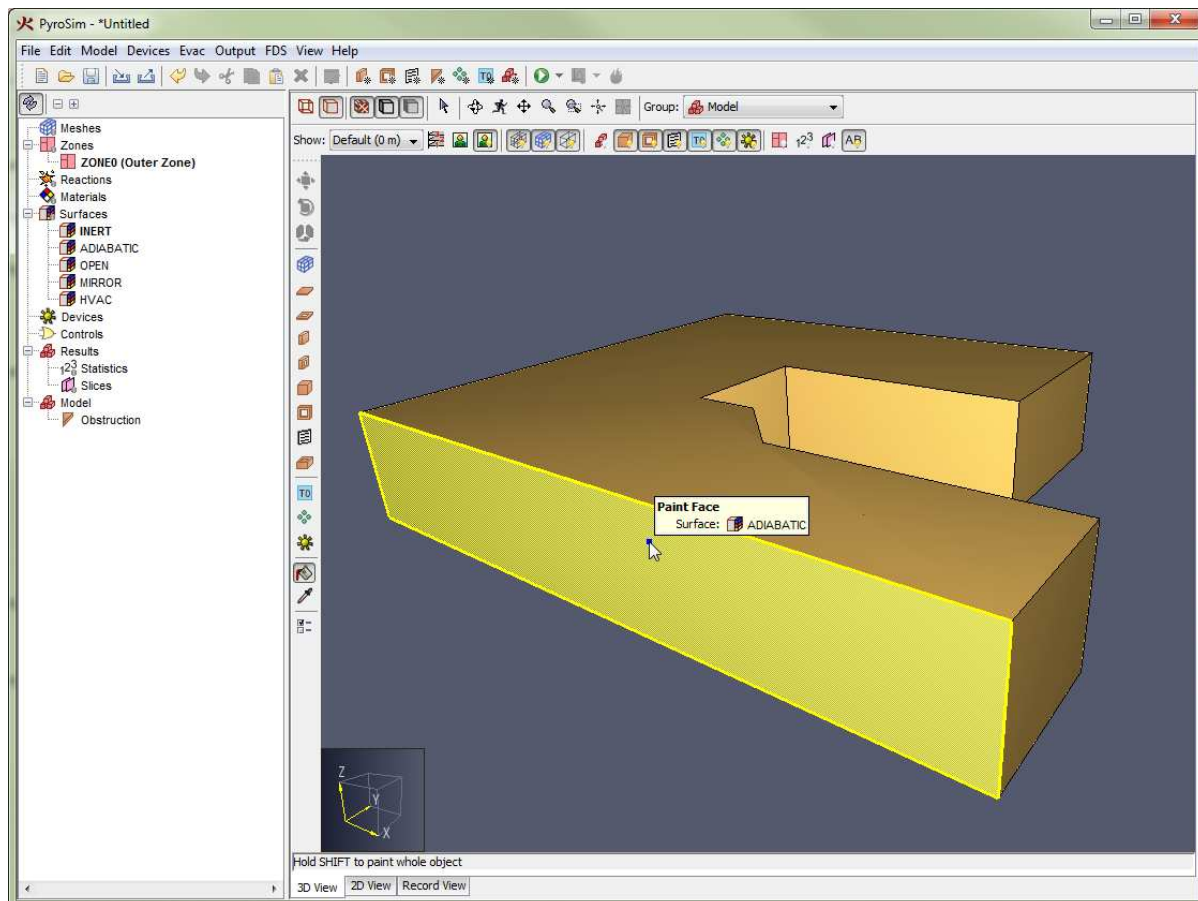 PyroSim - *Untitled
File Edit Model Devices Evac Output FDS View Help
Group: Model
Show: Default (0 m)
Meshes
Zones
ZONE0 (Outer Zone)
Reactions
Materials
Surfaces
INERT
ADIABATIC
OPEN
MIRROR
HVAC
Devices
Controls
Results
Statistics
Slices
Model
Obstruction
Paint Face
Surface: ADIABATIC
Z
Y
X
Hold SHIFT to paint whole object
3D View 2D View Record View